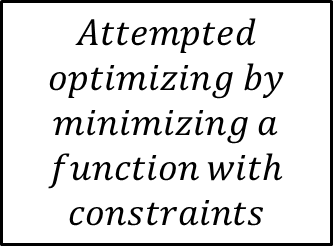 Attempted
optimizing by
minimizing a
function with
constraints